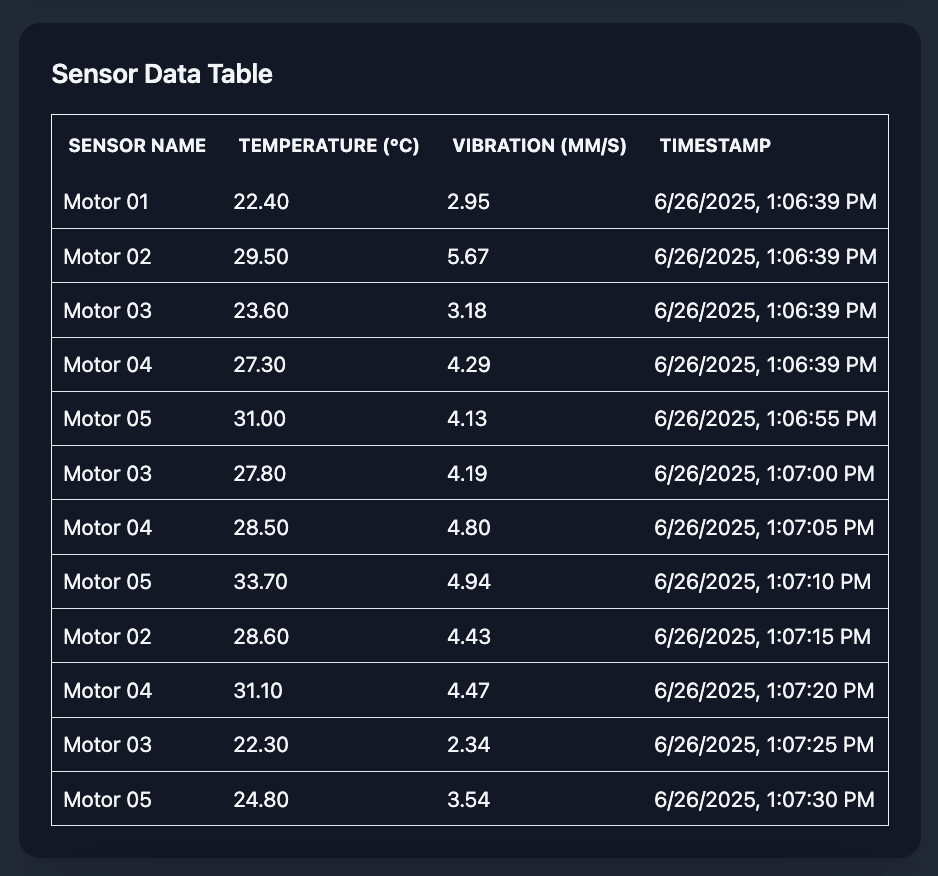 Sensor Data Table
SENSOR NAME TEMPERATURE (°C) VIBRATION (MM/S) TIMESTAMP
Motor 01 22.40 2.95 6/26/2025, 1:06:39 PM
Motor 02 29.50 5.67 6/26/2025, 1:06:39 PM
Motor 03 23.60 3.18 6/26/2025, 1:06:39 PM
Motor 04 27.30 4.29 6/26/2025, 1:06:39 PM
Motor 05 31.00 4.13 6/26/2025, 1:06:55 PM
Motor 03 27.80 4.19 6/26/2025, 1:07:00 PM
Motor 04 28.50 4.80 6/26/2025, 1:07:05 PM
Motor 05 33.70 4.94 6/26/2025, 1:07:10 PM
Motor 02 28.60 4.43 6/26/2025, 1:07:15 PM
Motor 04 31.10 4.47 6/26/2025, 1:07:20 PM
Motor 03 22.30 2.34 6/26/2025, 1:07:25 PM
Motor 05 24.80 3.54 6/26/2025, 1:07:30 PM